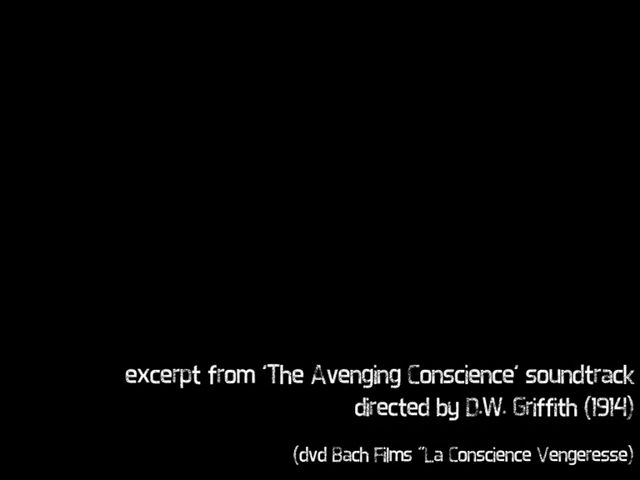 excerpt from 'The Avenging Conscience' soundtrack
directed by D.W. Griffith (1914)
(dvd Bach Films "La Conscience Vengeresse)